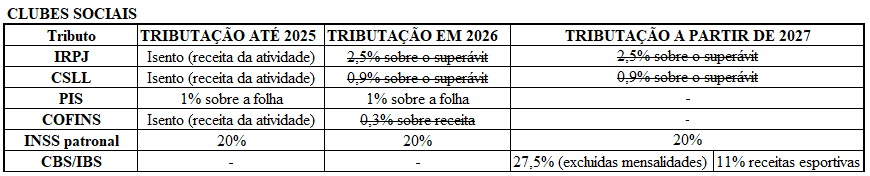 CLUBES SOCIAIS
Tributo TRIBUTAÇÃO ATÉ 2025 TRIBUTAÇÃO EM 2026 TRIBUTAÇÃO A PARTIR DE 2027
IRPJ Isento (receita da atividade) 2,5% sobre o superávit 2,5% sobre o superávit
CSLL Isento (receita da atividade) 0,9% sobre o superávit 0,9% sobre o superávit
PIS 1% sobre a folha 1% sobre a folha -
COFINS Isento (receita da atividade) 0,3% sobre receita -
INSS patronal 20% 20% 20%
CBS/IBS - - 27,5% (excluidas mensalidades) 11% receitas esportivas